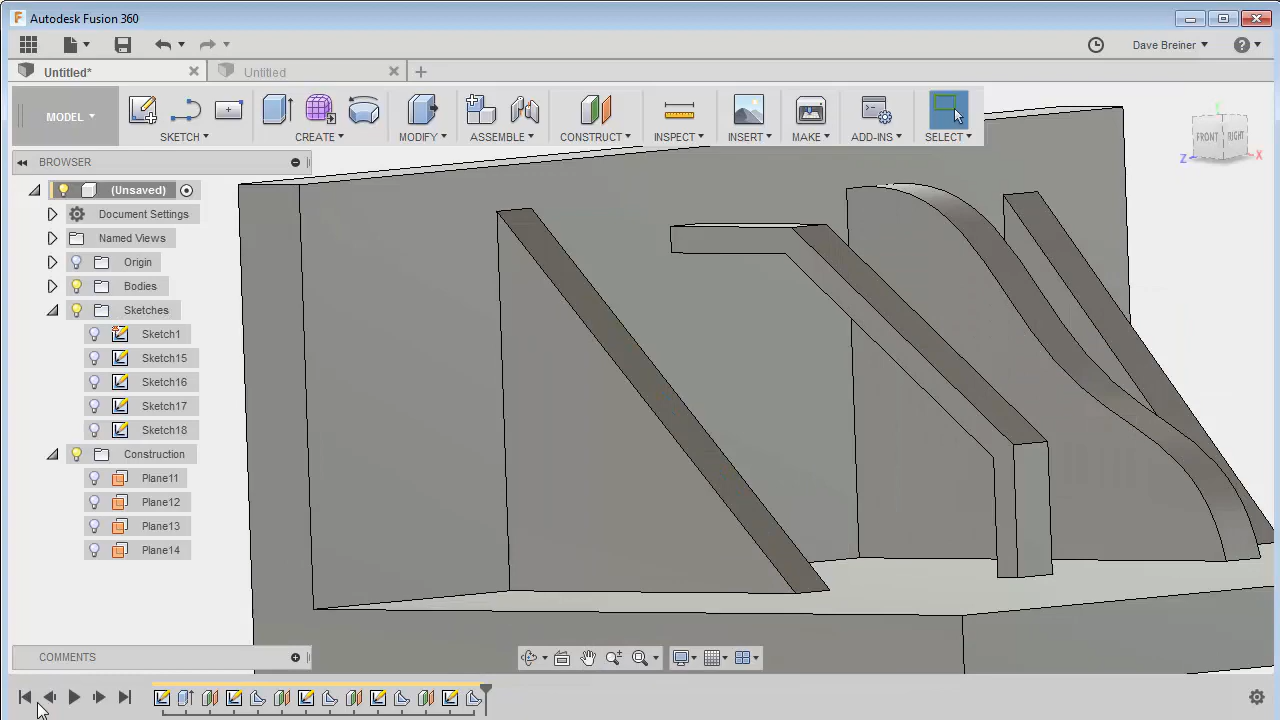 Autodesk Fusion 360
Dave Breiner
Untitled*
Untitled
MODEL
SKETCH
CREATE
MODIFY
ASSEMBLE
CONSTRUCT
INSPECT
INSERT
MAKE
ADD-INS
SELECT
BROWSER
(Unsaved)
Document Settings
Named Views
Origin
Bodies
Sketches
Sketch1
Sketch15
Sketch16
Sketch17
Sketch18
Construction
Plane11
Plane12
Plane13
Plane14
FRONT
RIGHT
Z
X
COMMENTS